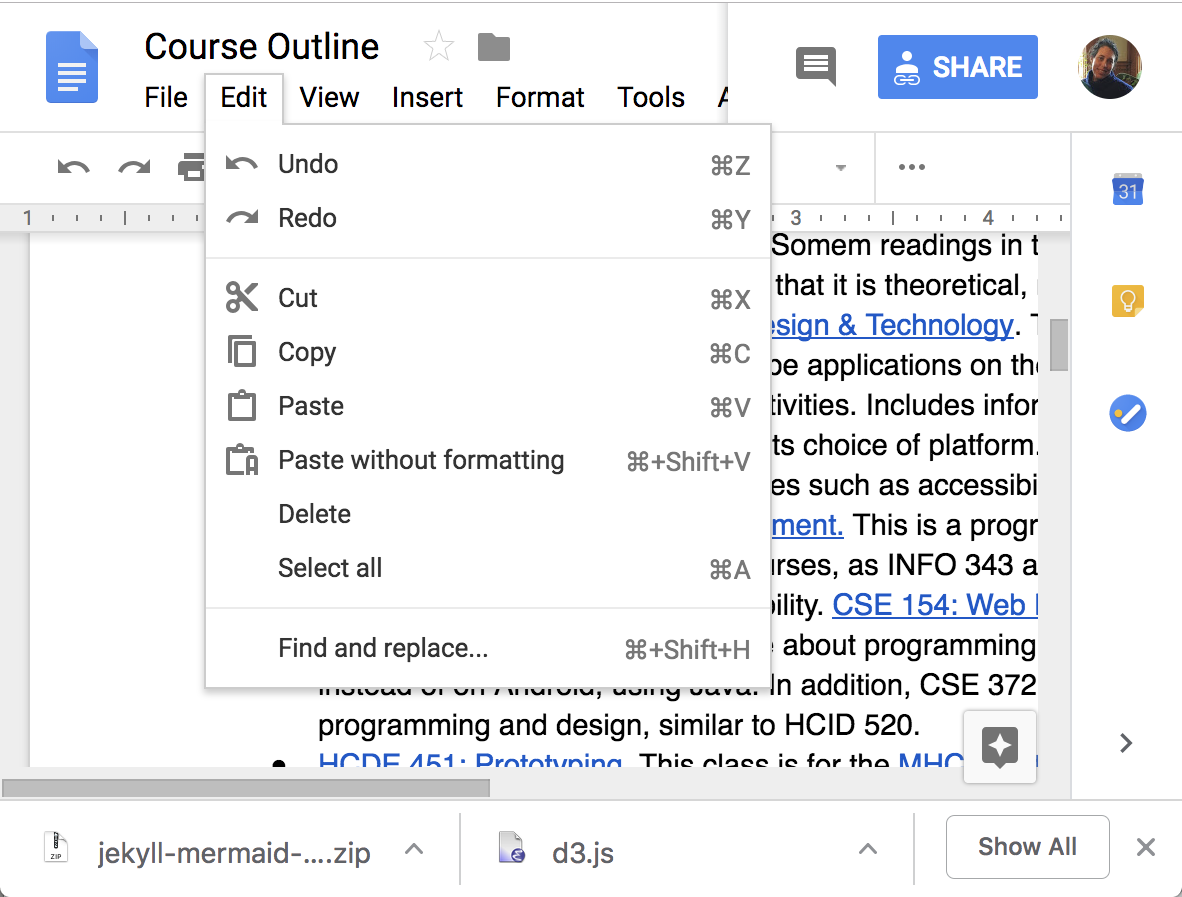 Course Outline
SHARE
File Edit View Insert Format Tools
Undo ⌘Z
Redo ⌘Y
Cut ⌘X
Copy ⌘C
Paste ⌘V
Paste without formatting ⌘+Shift+V
Delete
Select all ⌘A
Find and replace... ⌘+Shift+H
1 3 4
31
Somem readings in t
that it is theoretical,
esign & Technology.
be applications on the
tivities. Includes infor
ts choice of platform.
es such as accessibi
ment. This is a progr
urses, as INFO 343 a
ility. CSE 154: Web
about programming
instead of on Android, using Java. In addition, CSE 372
programming and design, similar to HCID 520.
● HCDE 451: Prototyping. This class is for the MHC
ZIP
jekyll-mermaid-....zip
d3.js
Show All